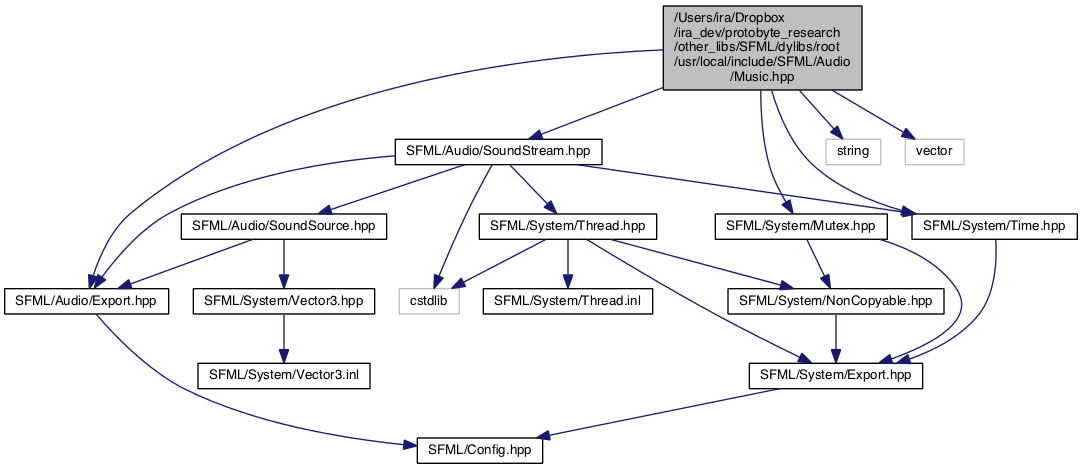 /Users/ira/Dropbox
/ira_dev/protobyte_research
/other_libs/SFML/dylibs/root
/usr/local/include/SFML/Audio
/Music.hpp
SFML/Audio/SoundStream.hpp
string
vector
SFML/Audio/SoundSource.hpp
SFML/System/Thread.hpp
SFML/System/Mutex.hpp
SFML/System/Time.hpp
SFML/Audio/Export.hpp
SFML/System/Vector3.hpp
cstdlib
SFML/System/Thread.inl
SFML/System/NonCopyable.hpp
SFML/System/Vector3.inl
SFML/System/Export.hpp
SFML/Config.hpp